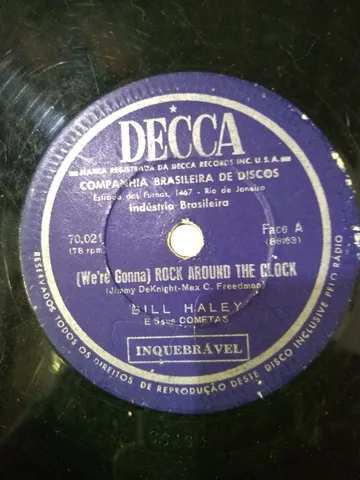 DECCA
MARCA REGISTRADA DA DECCA RECORDS INC. U.S.A.
COMPANHIA BRASILEIRA DE DISCOS
Estrada das Furnas, 1467 - Rio de Janeiro
Indústria Brasileira
70.021
(78 rpm)
Face A
(We're Gonna) ROCK AROUND THE CLOCK
(Jimmy DeKnight-Max C. Freedman)
BILL HALEY
E Seus COMETAS
INQUEBRÁVEL
RESERVADOS TODOS OS DIREITOS DE REPRODUÇÃO DESTE DISCO INCLUSIVE PELO RÁDIO